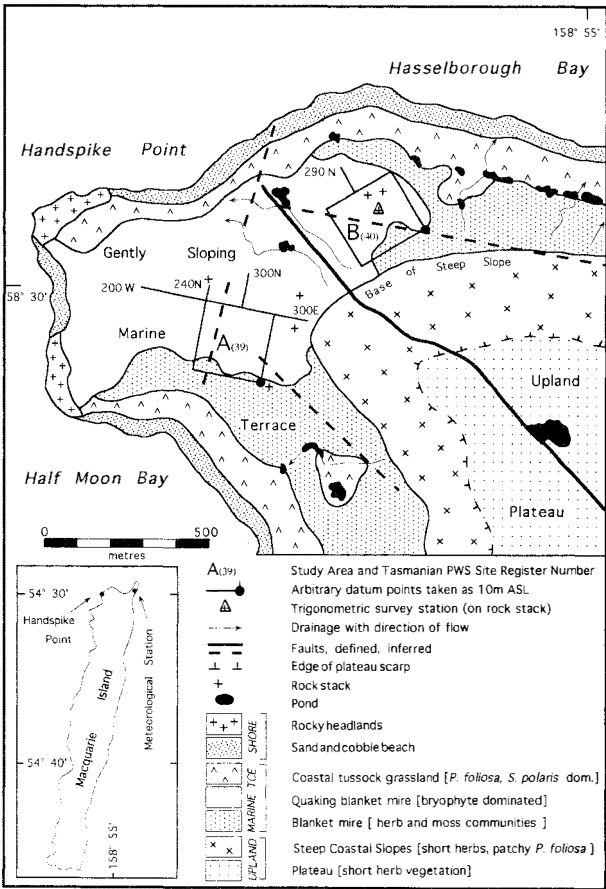 158° 55'
Hasselborough Bay
Handspike Point
290 N
B(40)
Gently Sloping
300N
240N
200 W
58° 30'
300E
Base of Steep Slope
Marine
A(39)
Upland
Terrace
Half Moon Bay
Plateau
0 500
metres
A(39) Study Area and Tasmanian PWS Site Register Number
Arbitrary datum points taken as 10m ASL
Trigonometric survey station (on rock stack)
Drainage with direction of flow
Faults, defined, inferred
Edge of plateau scarp
Rock stack
Pond
SHORE
Rocky headlands
Sand and cobble beach
MARINE TCE
Coastal tussock grassland [P. foliosa, S. polaris dom.]
Quaking blanket mire [bryophyte dominated]
Blanket mire [ herb and moss communities ]
UPLAND
Steep Coastal Slopes [short herbs, patchy P. foliosa ]
Plateau [short herb vegetation]
54° 30'
Handspike
Point
Meteorological Station
Macquarie Island
54° 40'
158° 55'